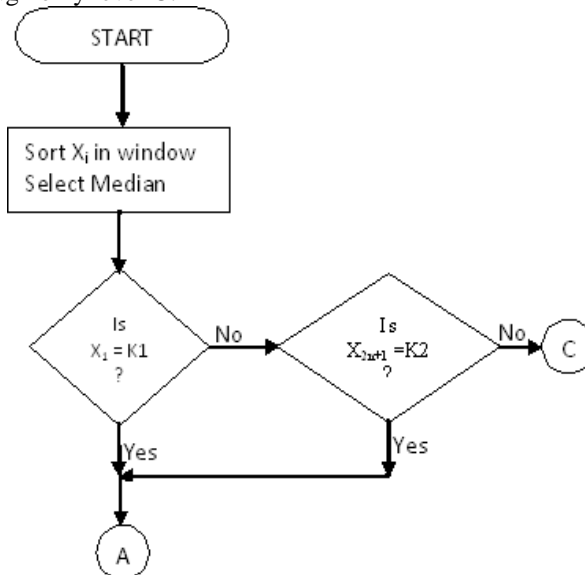 START
Sort Xi in window
Select Median
Is
X1 = K1
?
No
Is
X2n+1 =K2
?
No
C
Yes
Yes
A